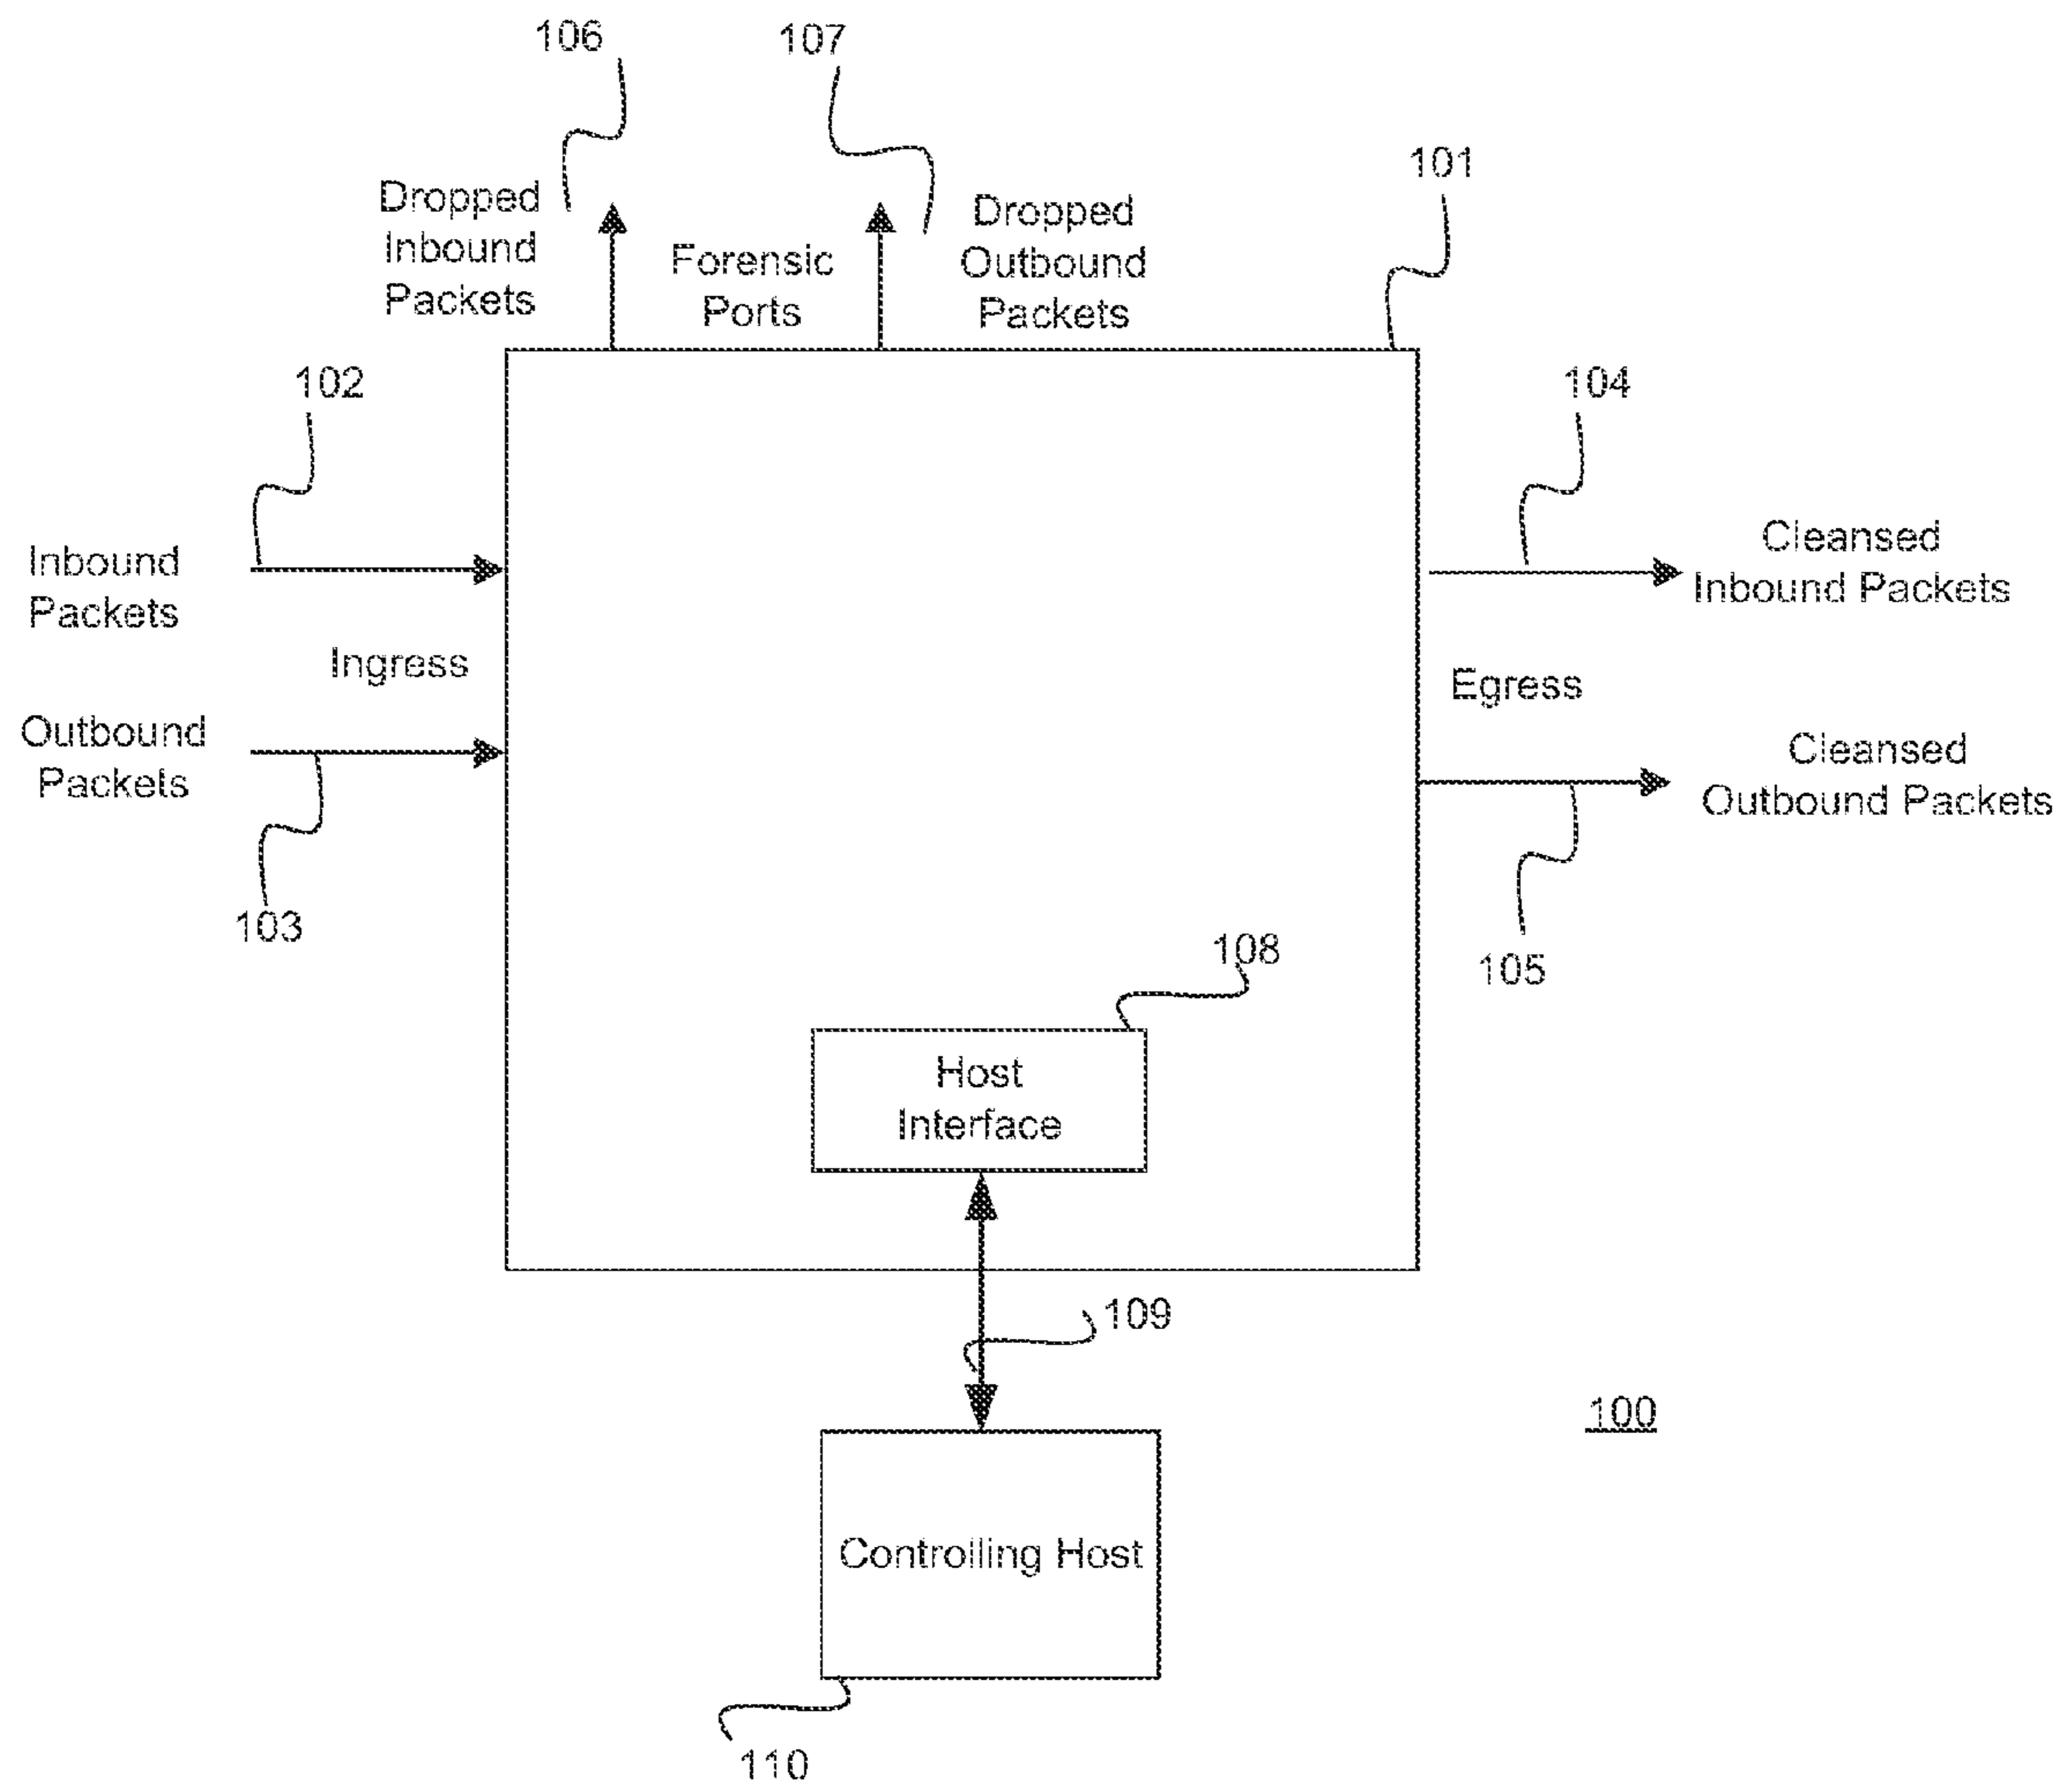 106
107
101
Dropped
Inbound
Packets
Forensic
Ports
Dropped
Outbound
Packets
102
104
Inbound
Packets
Cleansed
Inbound Packets
Ingress
Egress
Outbound
Packets
Cleansed
Outbound Packets
103
105
108
Host
Interface
109
100
Controlling Host
110